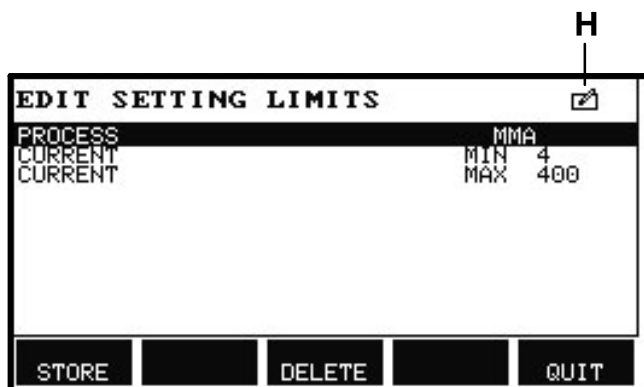 H
EDIT SETTING LIMITS
PROCESS MMA
CURRENT MIN 4
CURRENT MAX 400
STORE DELETE QUIT